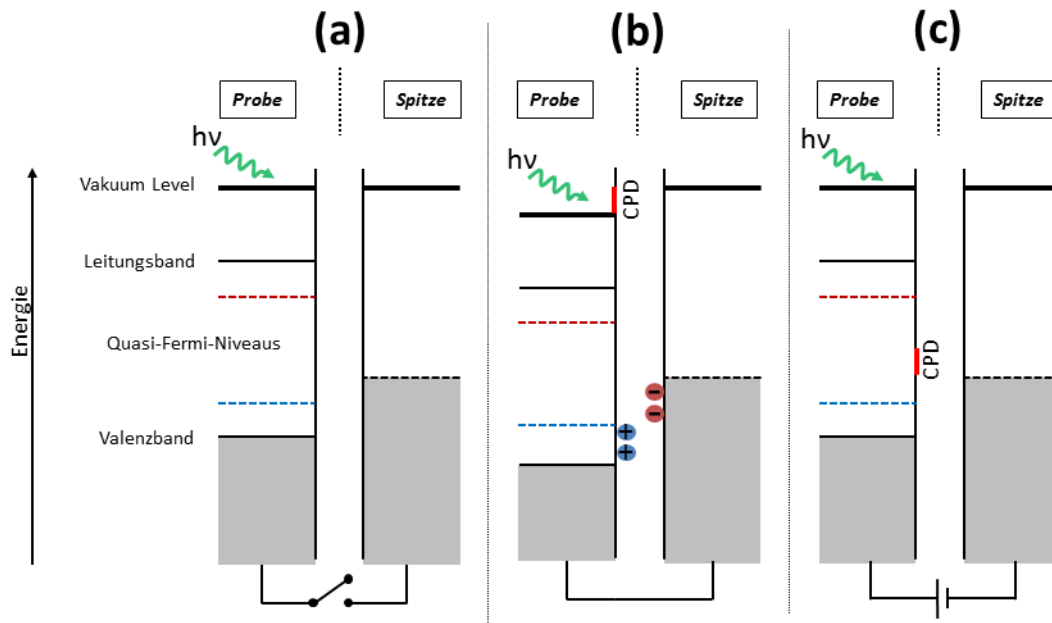 (a)
(b)
(c)
Probe
Spitze
Probe
Spitze
Probe
Spitze
hν
hν
hν
Vakuum Level
CPD
Leitungsband
Energie
Quasi-Fermi-Niveaus
CPD
Valenzband
−
−
+
+